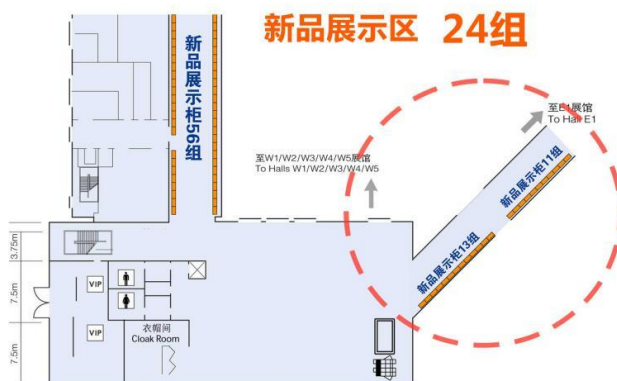 新品展示区 24组
新品展示柜56组
至E1展馆
To Hall E1
至W1/W2/W3/W4/W5展馆
To Halls W1/W2/W3/W4/W5
新品展示柜11组
新品展示柜13组
3.75m
7.5m
7.5m
VIP
VIP
衣帽间
Cloak Room